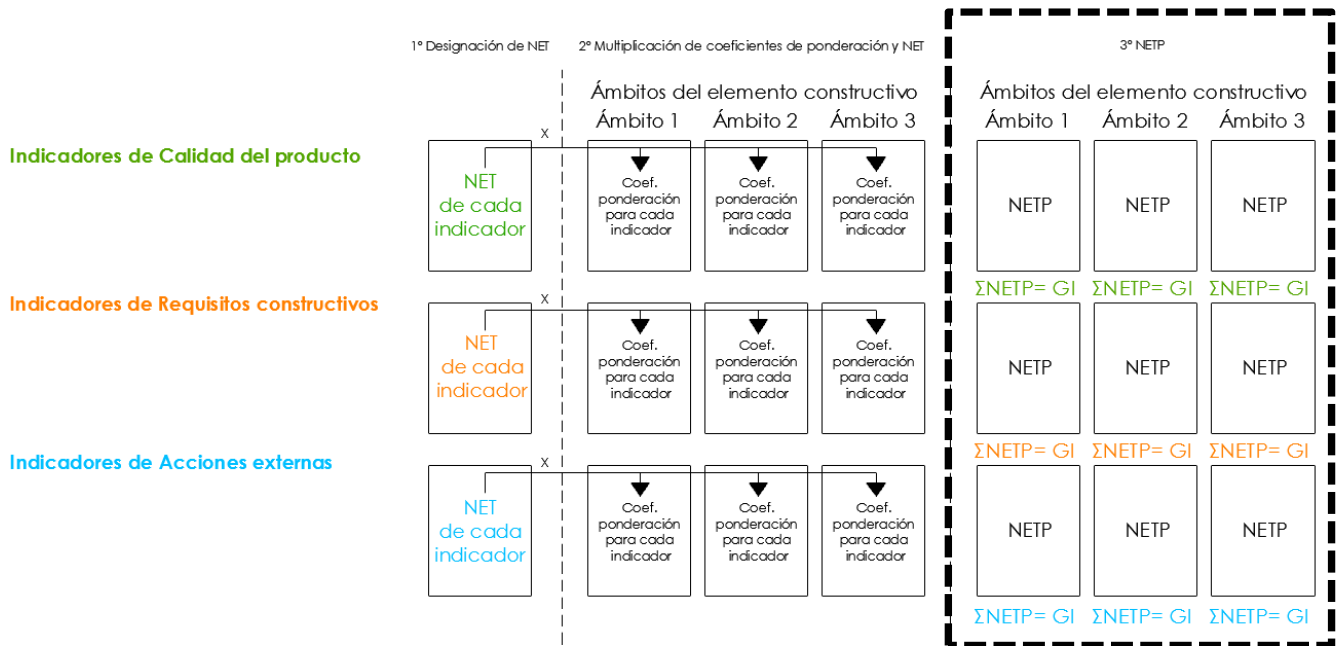 1º Designación de NET
2º Multiplicación de coeficientes de ponderación y NET
3º NETP
Ámbitos del elemento constructivo
Ámbitos del elemento constructivo
Ámbito 1 Ámbito 2 Ámbito 3
Ámbito 1 Ámbito 2 Ámbito 3
Indicadores de Calidad del producto
X
NET
de cada
indicador
Coef.
ponderación
para cada
indicador
Coef.
ponderación
para cada
indicador
Coef.
ponderación
para cada
indicador
NETP
NETP
NETP
ΣNETP= GI ΣNETP= GI ΣNETP= GI
Indicadores de Requisitos constructivos
X
NET
de cada
indicador
Coef.
ponderación
para cada
indicador
Coef.
ponderación
para cada
indicador
Coef.
ponderación
para cada
indicador
NETP
NETP
NETP
ΣNETP= GI ΣNETP= GI ΣNETP= GI
Indicadores de Acciones externas
X
NET
de cada
indicador
Coef.
ponderación
para cada
indicador
Coef.
ponderación
para cada
indicador
Coef.
ponderación
para cada
indicador
NETP
NETP
NETP
ΣNETP= GI ΣNETP= GI ΣNETP= GI